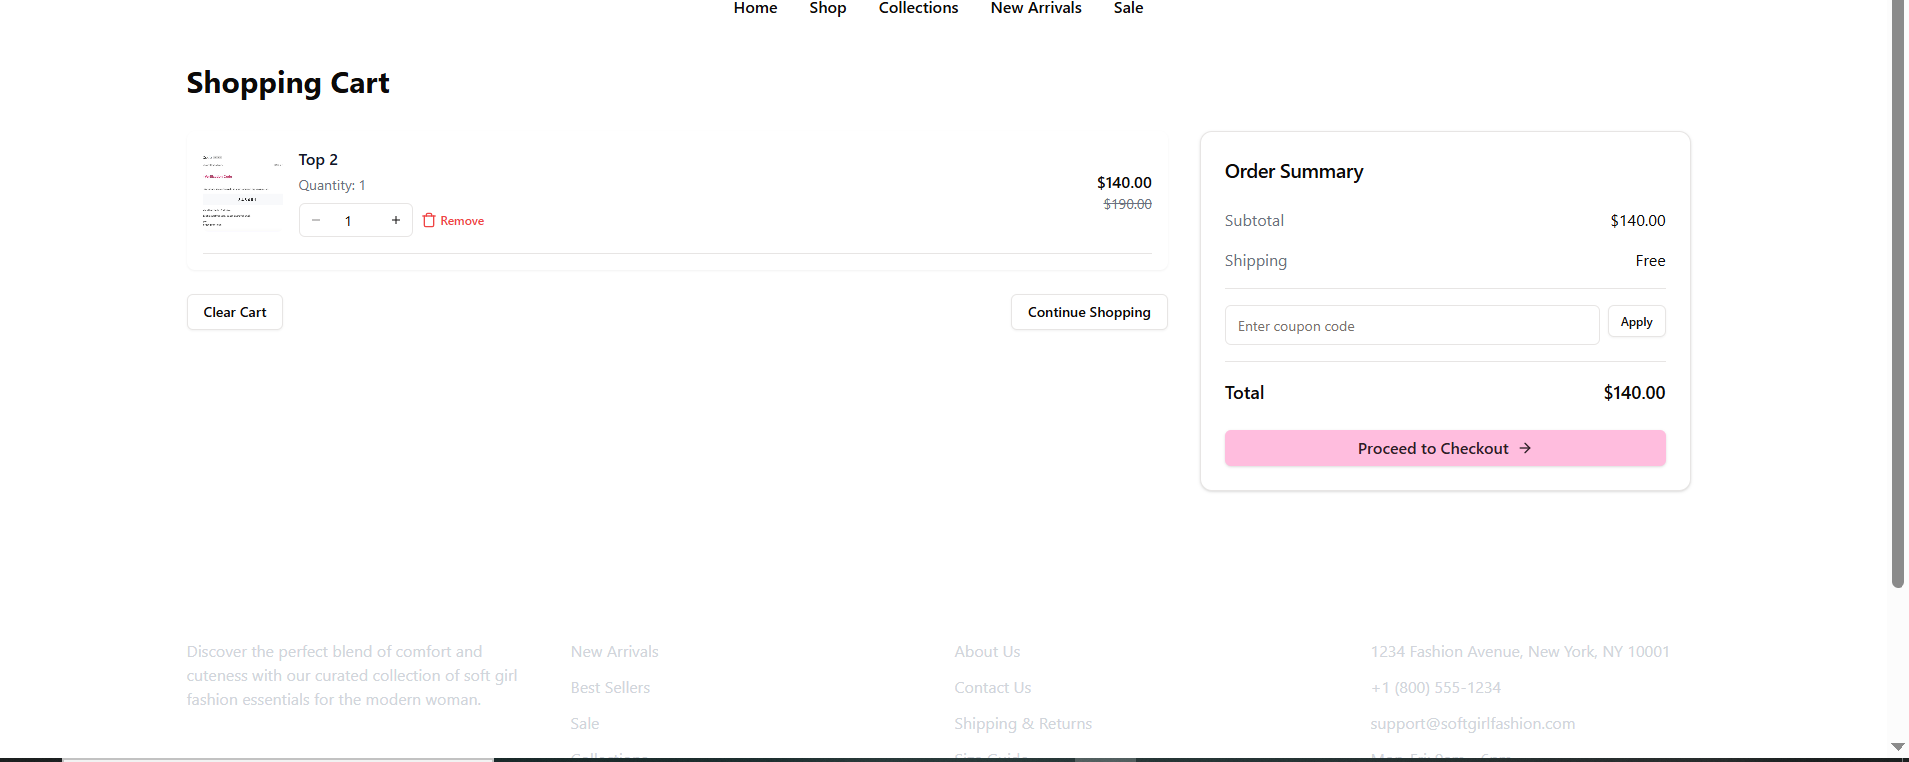 Home Shop Collections New Arrivals Sale
Shopping Cart
Top 2
Quantity: 1
1
Remove
$140.00
$190.00
Clear Cart
Continue Shopping
Order Summary
Subtotal $140.00
Shipping Free
Enter coupon code
Apply
Total $140.00
Proceed to Checkout →
Discover the perfect blend of comfort and
cuteness with our curated collection of soft girl
fashion essentials for the modern woman.
New Arrivals
Best Sellers
Sale
About Us
Contact Us
Shipping & Returns
1234 Fashion Avenue, New York, NY 10001
+1 (800) 555-1234
support@softgirlfashion.com